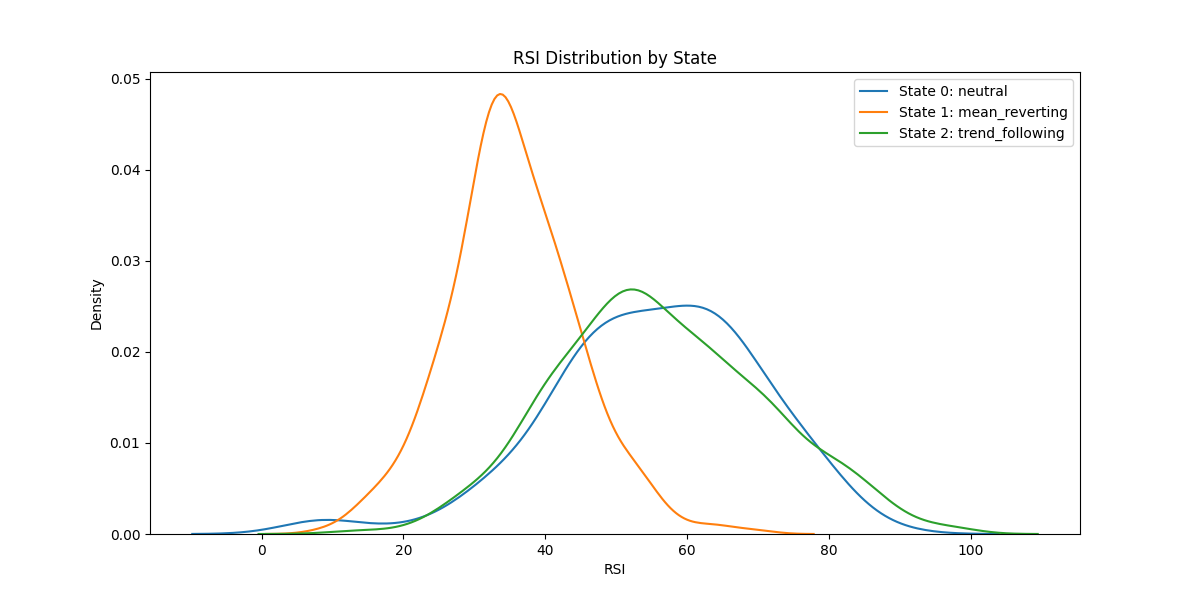 RSI Distribution by State
0.05
0.04
0.03
0.02
0.01
0.00
Density
State 0: neutral
State 1: mean_reverting
State 2: trend_following
0 20 40 60 80 100
RSI